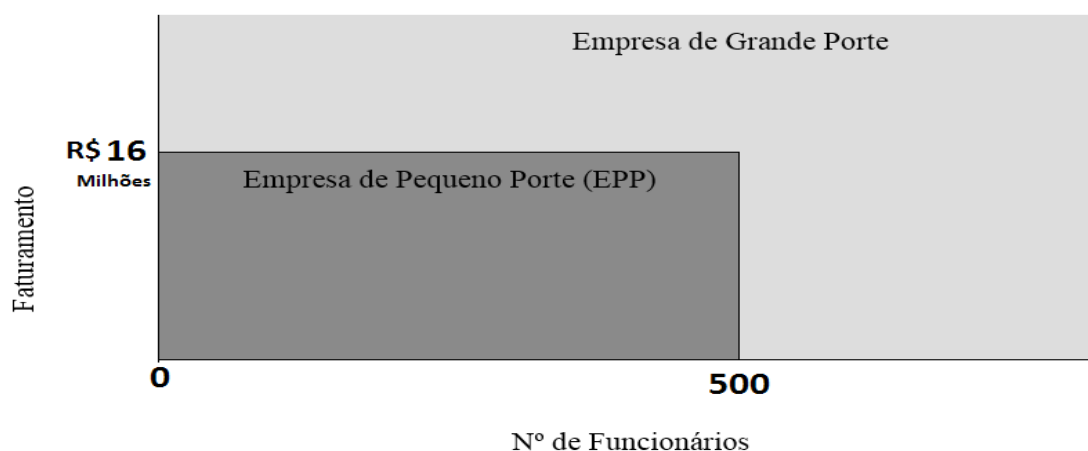 Empresa de Grande Porte
R$ 16
Milhões
Empresa de Pequeno Porte (EPP)
Faturamento
0
500
Nº de Funcionários